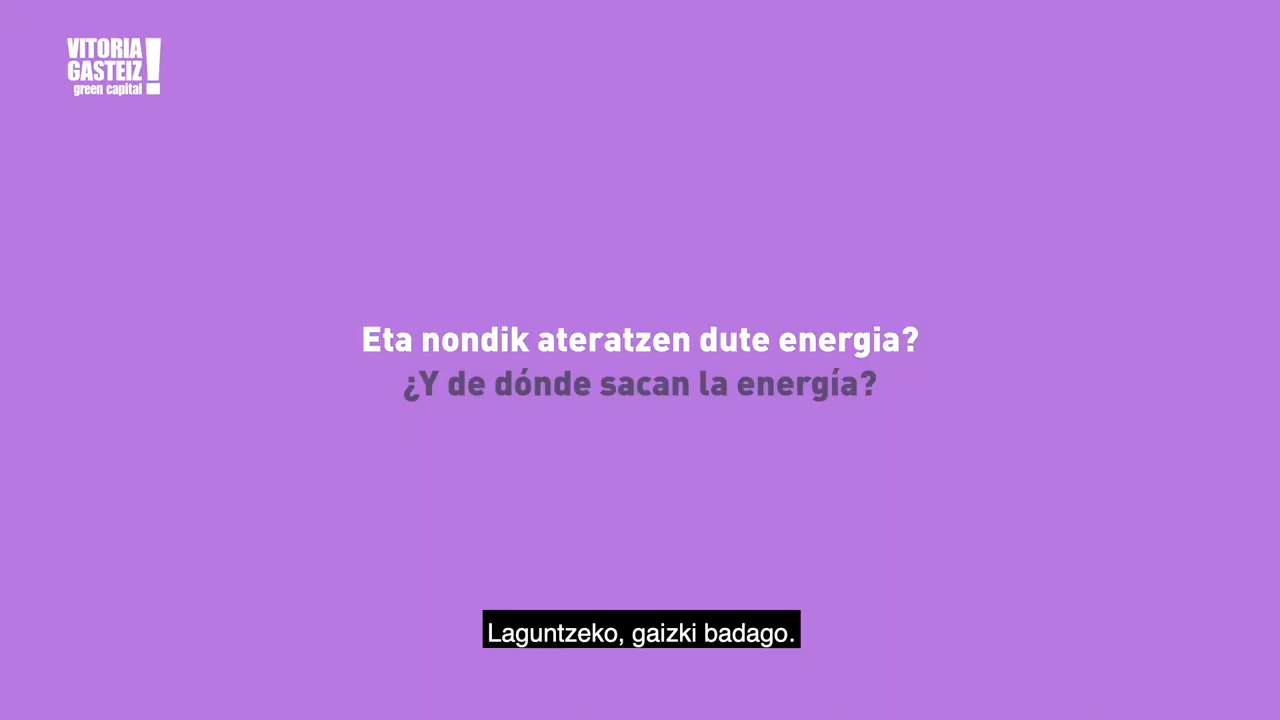 VITORIA
GASTEIZ!
green capital
Eta nondik ateratzen dute energia?
¿Y de dónde sacan la energía?
Laguntzeko, gaizki badago.